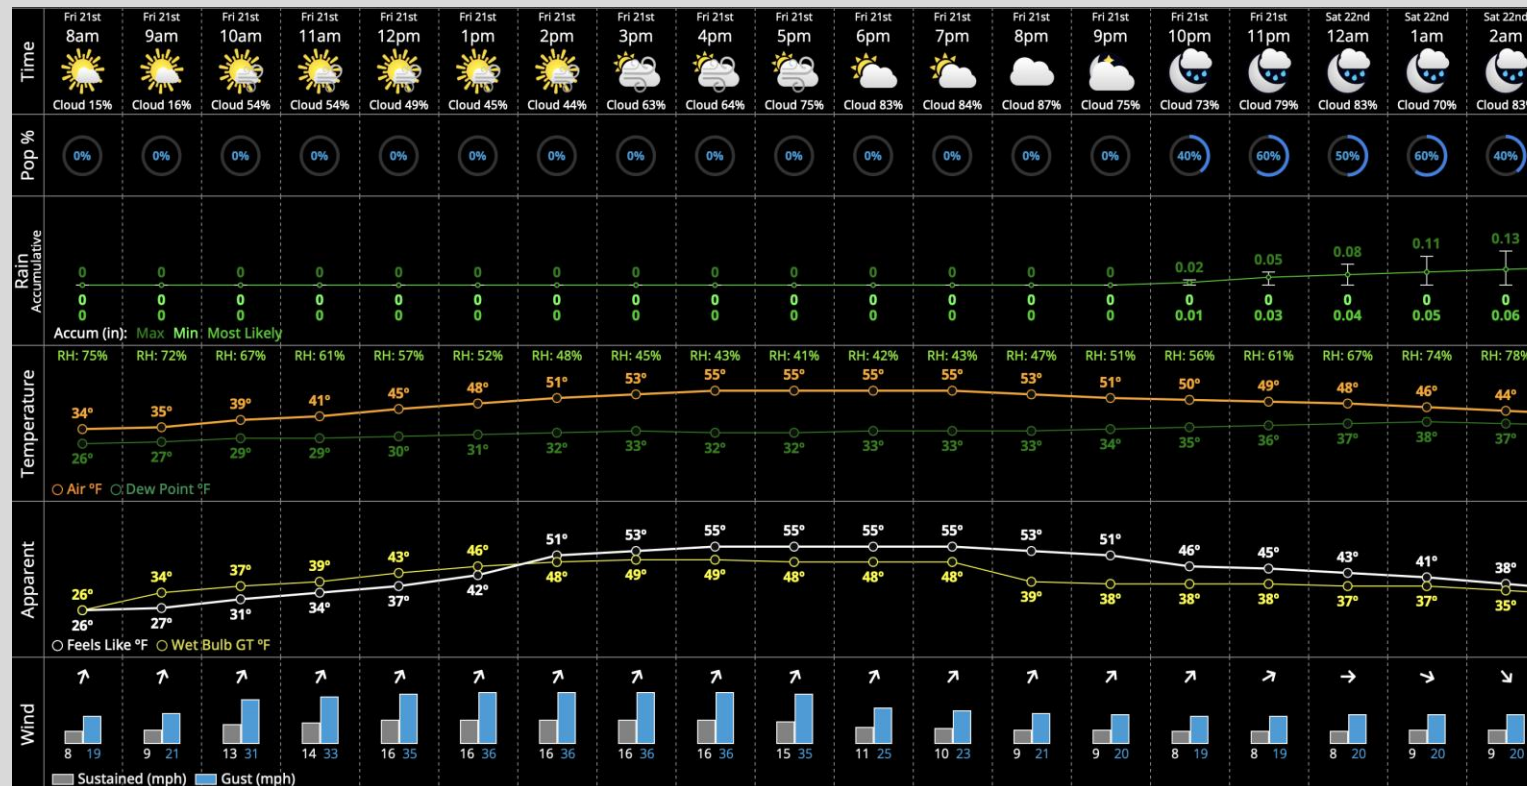 Time
Fri 21st Fri 21st Fri 21st Fri 21st Fri 21st Fri 21st Fri 21st Fri 21st Fri 21st Fri 21st Fri 21st Fri 21st Fri 21st Fri 21st Fri 21st Fri 21st Sat 22nd Sat 22nd Sat 22nd
8am 9am 10am 11am 12pm 1pm 2pm 3pm 4pm 5pm 6pm 7pm 8pm 9pm 10pm 11pm 12am 1am 2am
Cloud 15% Cloud 16% Cloud 54% Cloud 54% Cloud 49% Cloud 45% Cloud 44% Cloud 63% Cloud 64% Cloud 75% Cloud 83% Cloud 84% Cloud 87% Cloud 75% Cloud 73% Cloud 79% Cloud 83% Cloud 70% Cloud 83%
Pop %
0% 0% 0% 0% 0% 0% 0% 0% 0% 0% 0% 0% 0% 0% 40% 60% 50% 60% 40%
Rain
Accumulative
0 0 0 0 0 0 0 0 0 0 0 0 0 0 0.02 0.05 0.08 0.11 0.13
0 0 0 0 0 0 0 0 0 0 0 0 0 0 0 0 0 0 0
0 0 0 0 0 0 0 0 0 0 0 0 0 0 0.01 0.03 0.04 0.05 0.06
Accum (in): Max Min Most Likely
Temperature
RH: 75% RH: 72% RH: 67% RH: 61% RH: 57% RH: 52% RH: 48% RH: 45% RH: 43% RH: 41% RH: 42% RH: 43% RH: 47% RH: 51% RH: 56% RH: 61% RH: 67% RH: 74% RH: 78%
34° 35° 39° 41° 45° 48° 51° 53° 55° 55° 55° 55° 53° 51° 50° 49° 48° 46° 44°
26° 27° 29° 29° 30° 31° 32° 33° 32° 32° 33° 33° 33° 34° 35° 36° 37° 38° 37°
Air °F Dew Point °F
Apparent
26° 34° 37° 39° 43° 46° 51° 53° 55° 55° 55° 55° 53° 51° 46° 45° 43° 41° 38°
26° 27° 31° 34° 37° 42° 48° 49° 49° 48° 48° 48° 39° 38° 38° 38° 37° 37° 35°
Feels Like °F Wet Bulb GT °F
Wind
8 19 9 21 13 31 14 33 16 35 16 36 16 36 16 36 16 36 15 35 11 25 10 23 9 21 9 20 8 19 8 19 8 20 9 20 9 20
Sustained (mph) Gust (mph)